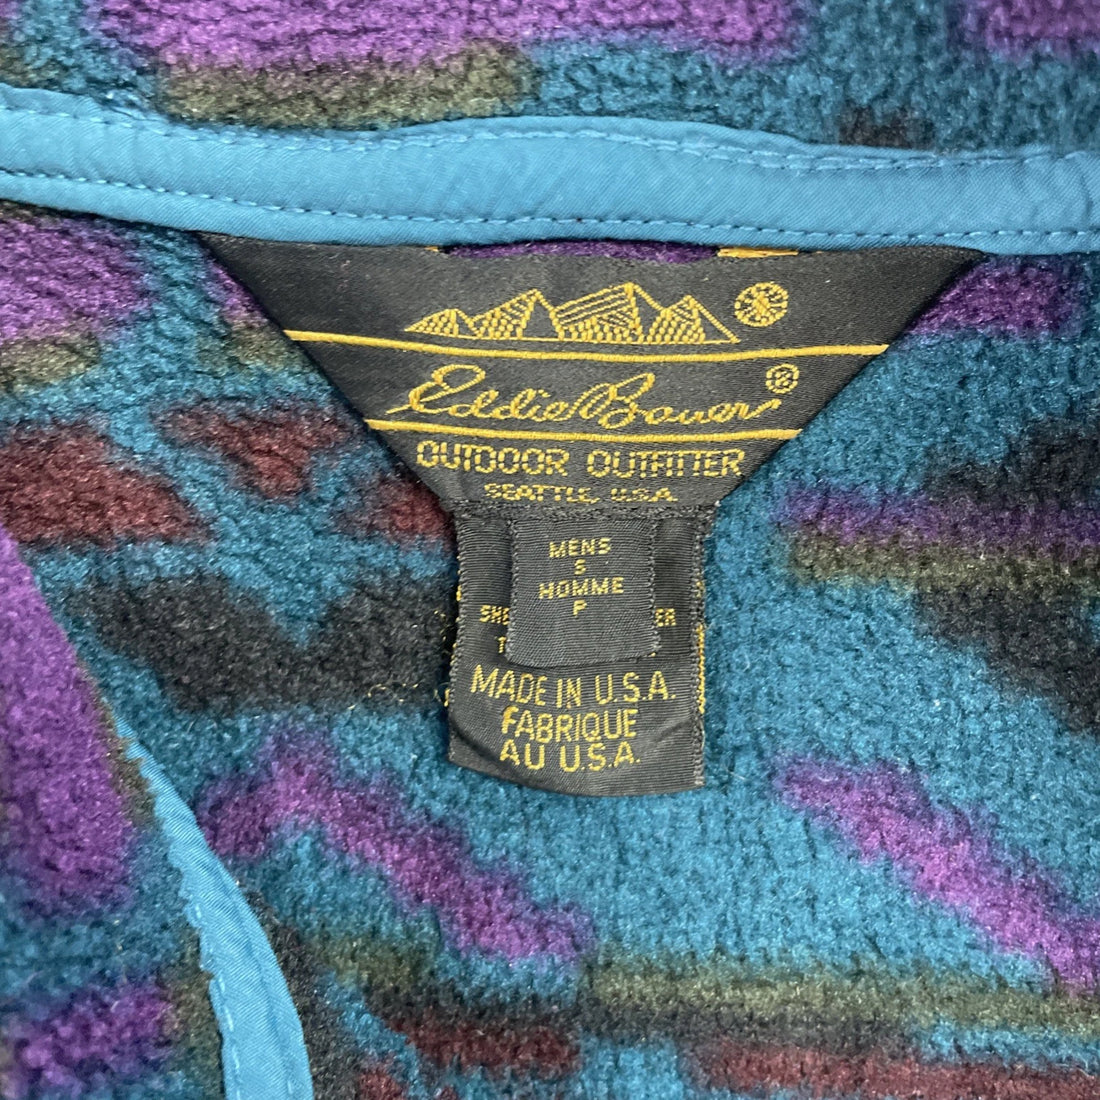 Eddie Bauer ®
OUTDOOR OUTFITTER
SEATTLE, U.S.A.
MENS
S
HOMME
P
MADE IN U.S.A.
FABRIQUE
AU U.S.A.